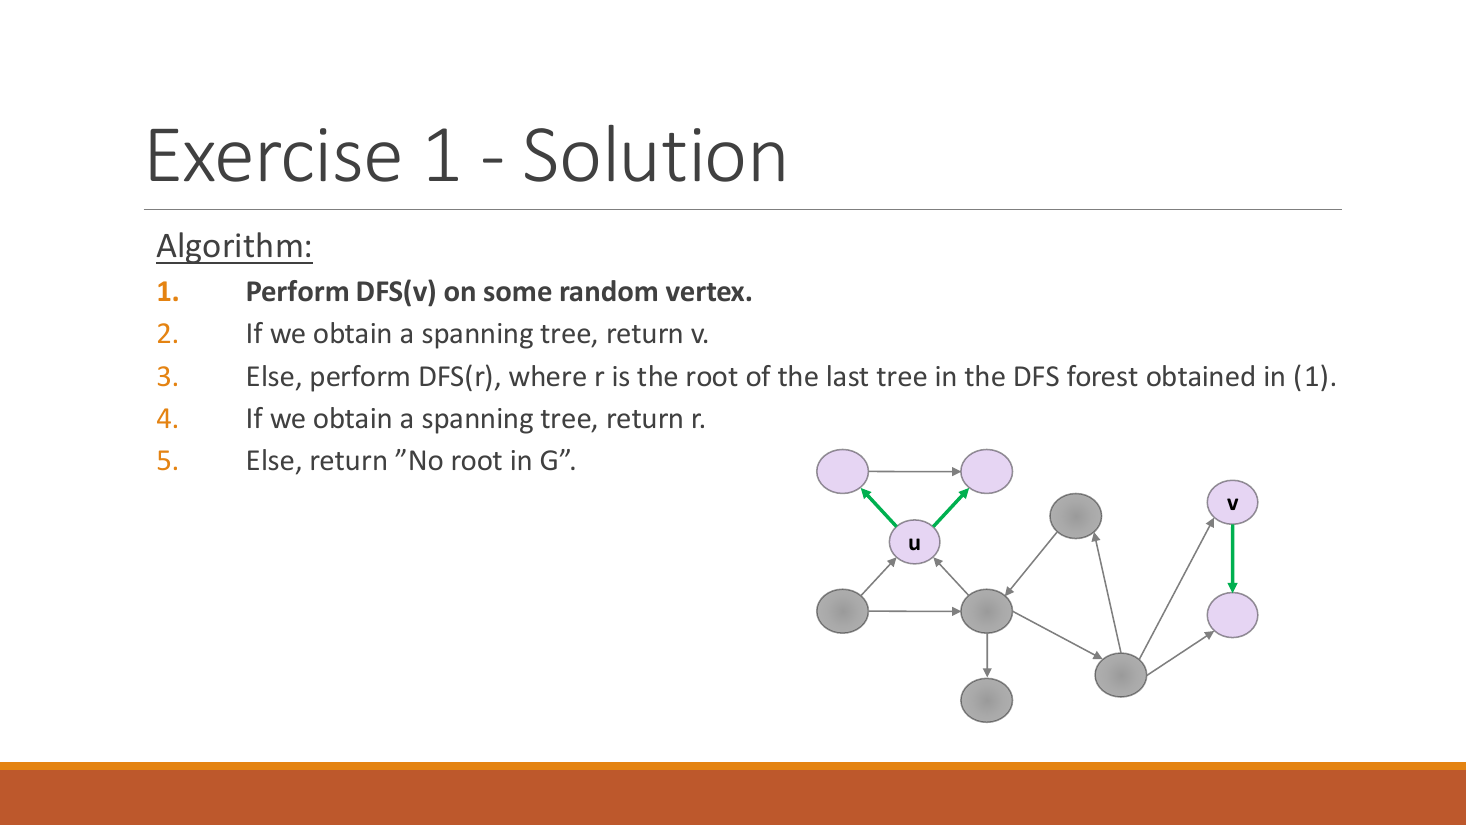 Exercise 1 - Solution
Algorithm:
1. Perform DFS(v) on some random vertex.
2. If we obtain a spanning tree, return v.
3. Else, perform DFS(r), where r is the root of the last tree in the DFS forest obtained in (1).
4. If we obtain a spanning tree, return r.
5. Else, return ”No root in G”.
v
u